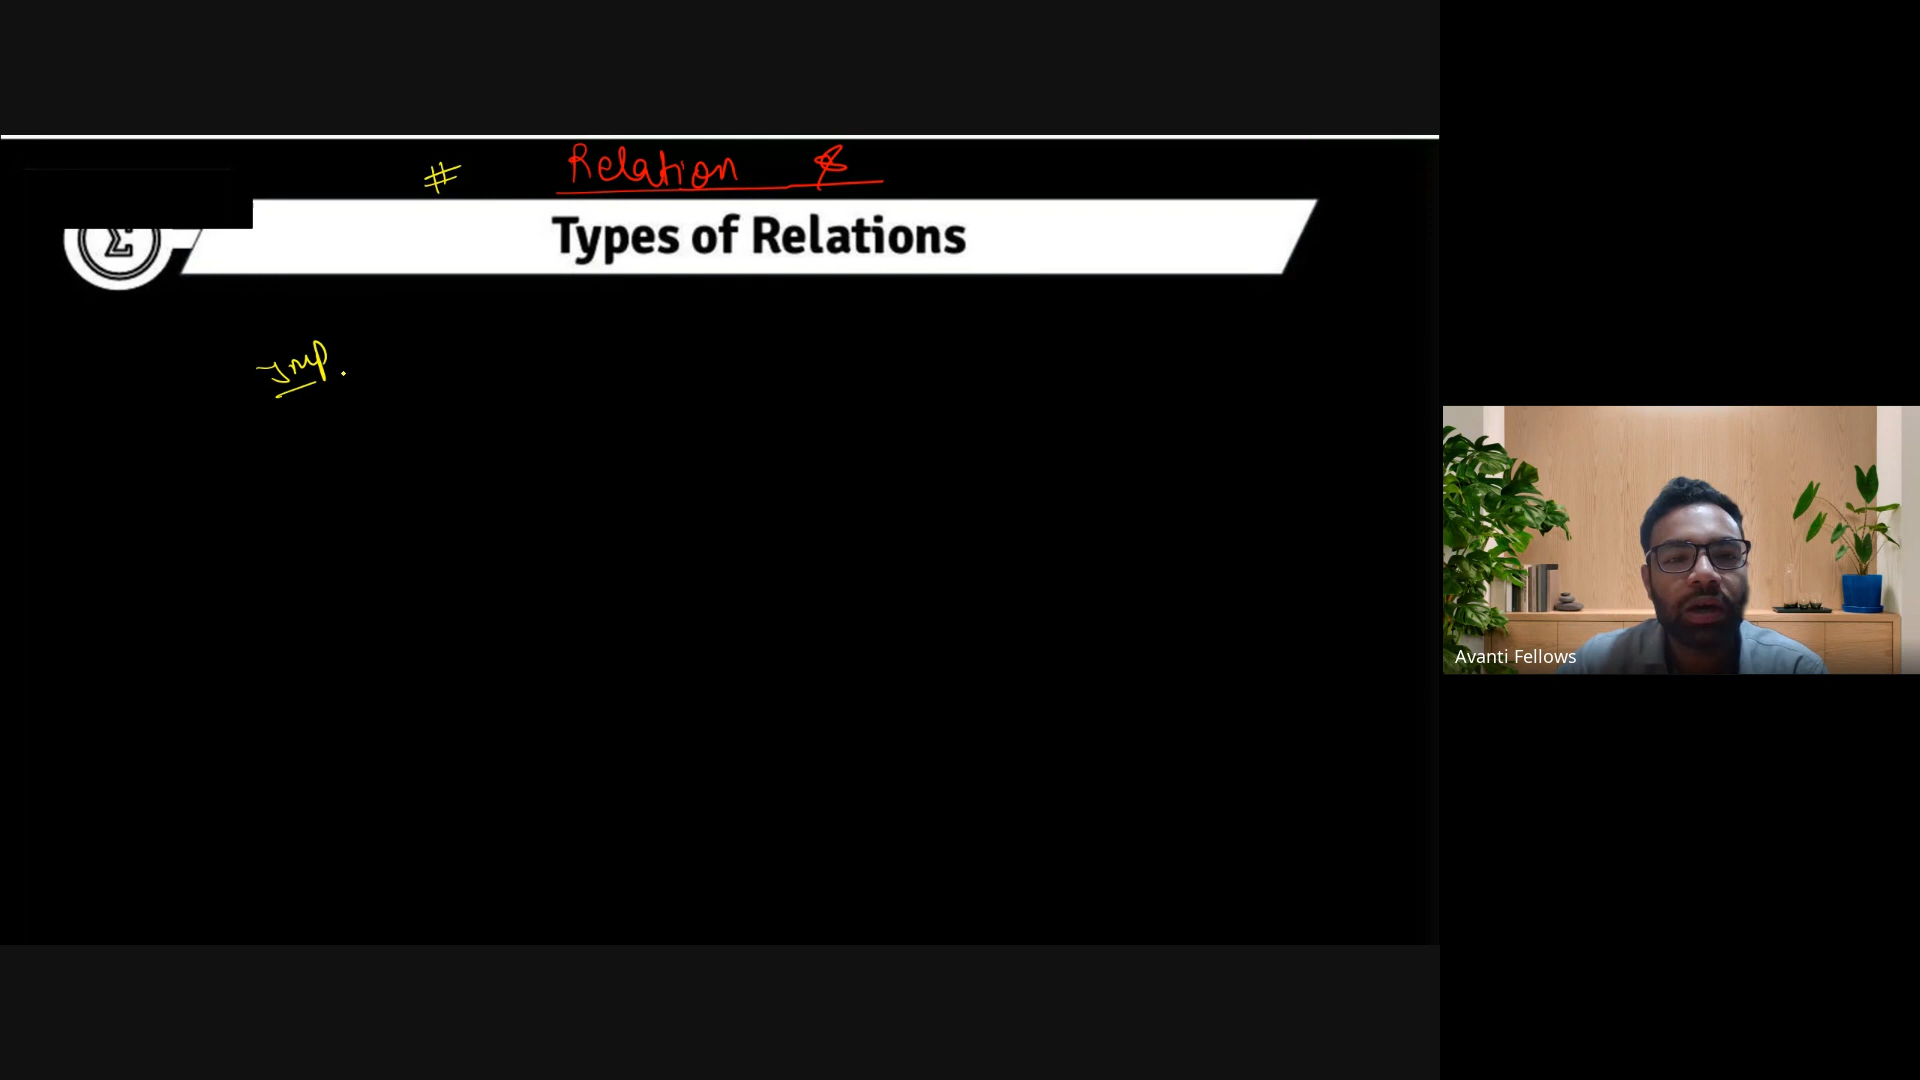 # Relation &
Types of Relations
Imp.
Avanti Fellows